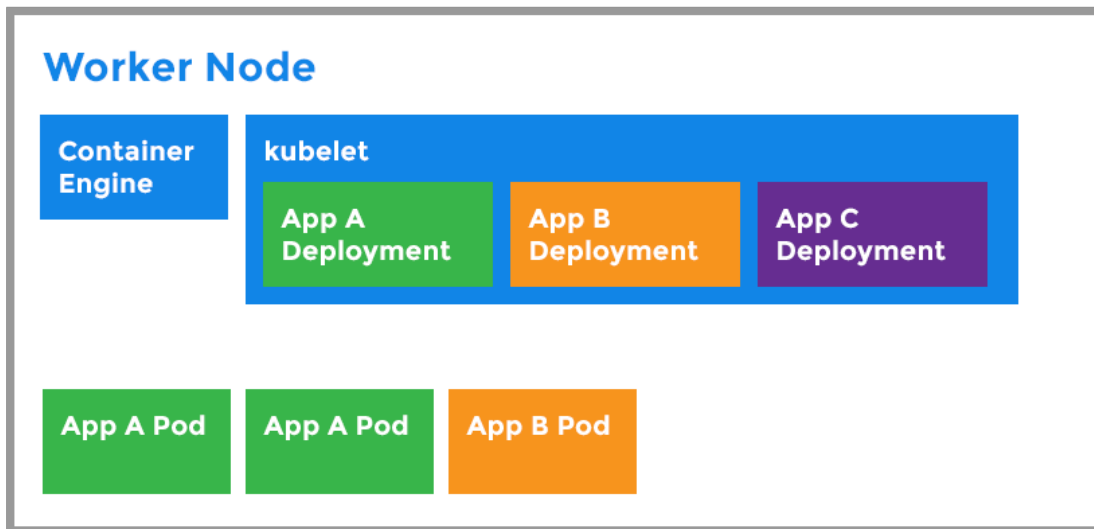 Worker Node
Container
Engine
kubelet
App A
Deployment
App B
Deployment
App C
Deployment
App A Pod
App A Pod
App B Pod